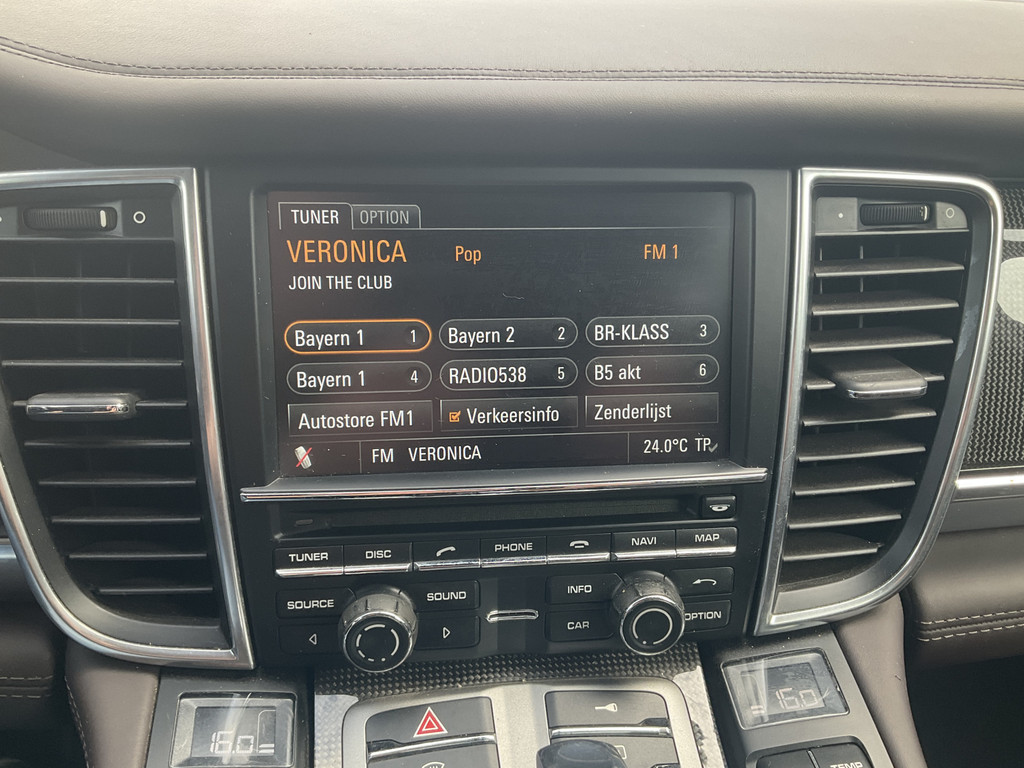 TUNER OPTION
VERONICA Pop FM 1
JOIN THE CLUB
Bayern 1 1 Bayern 2 2 BR-KLASS 3
Bayern 1 4 RADIO538 5 B5 akt 6
Autostore FM1 Verkeersinfo Zenderlijst
FM VERONICA 24.0°C TP
TUNER DISC PHONE NAVI MAP
SOURCE SOUND INFO OPTION
CAR
16.0 16.0
TEMP